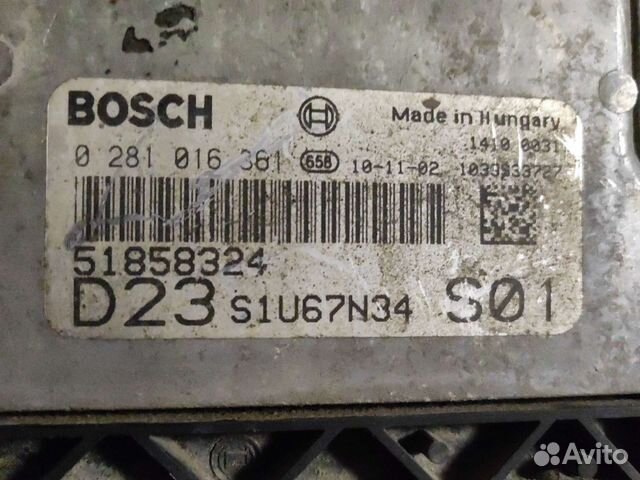 BOSCH
Made in Hungary
1410 0031
0 281 016 361 658 10-11-02 1039S33727
51858324
D23 S1U67N34 S01
Avito